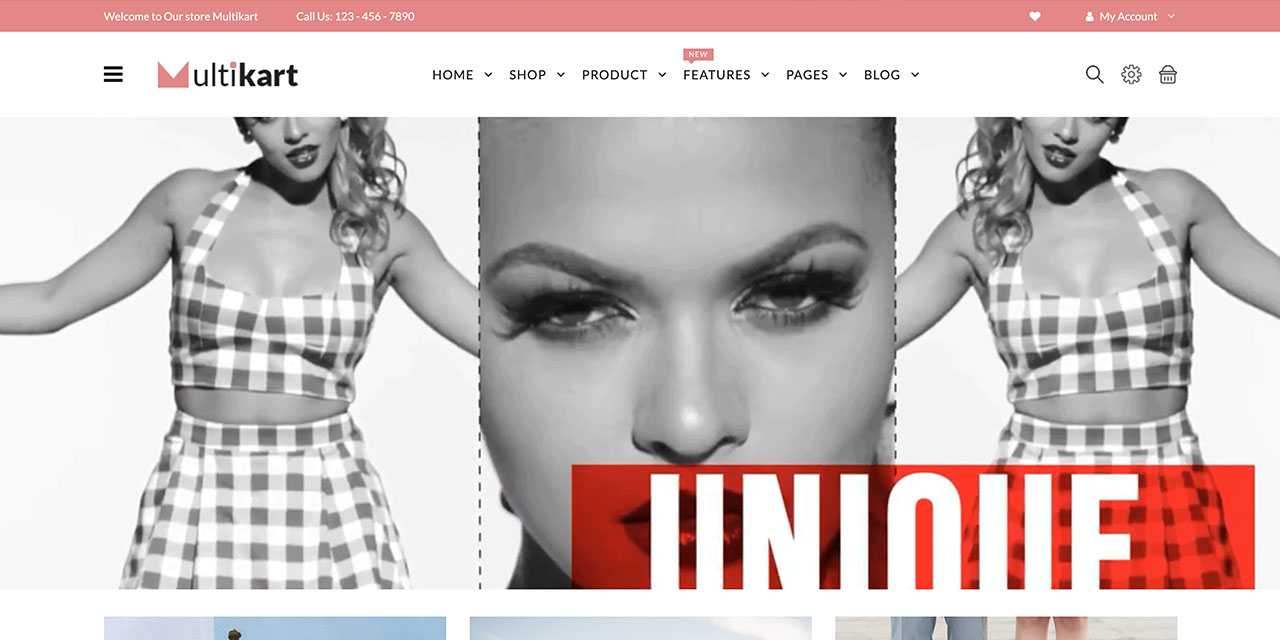 Welcome to Our store Multikart
Call Us: 123 - 456 - 7890
My Account
Multikart
NEW
HOME
SHOP
PRODUCT
FEATURES
PAGES
BLOG
UNIQUE